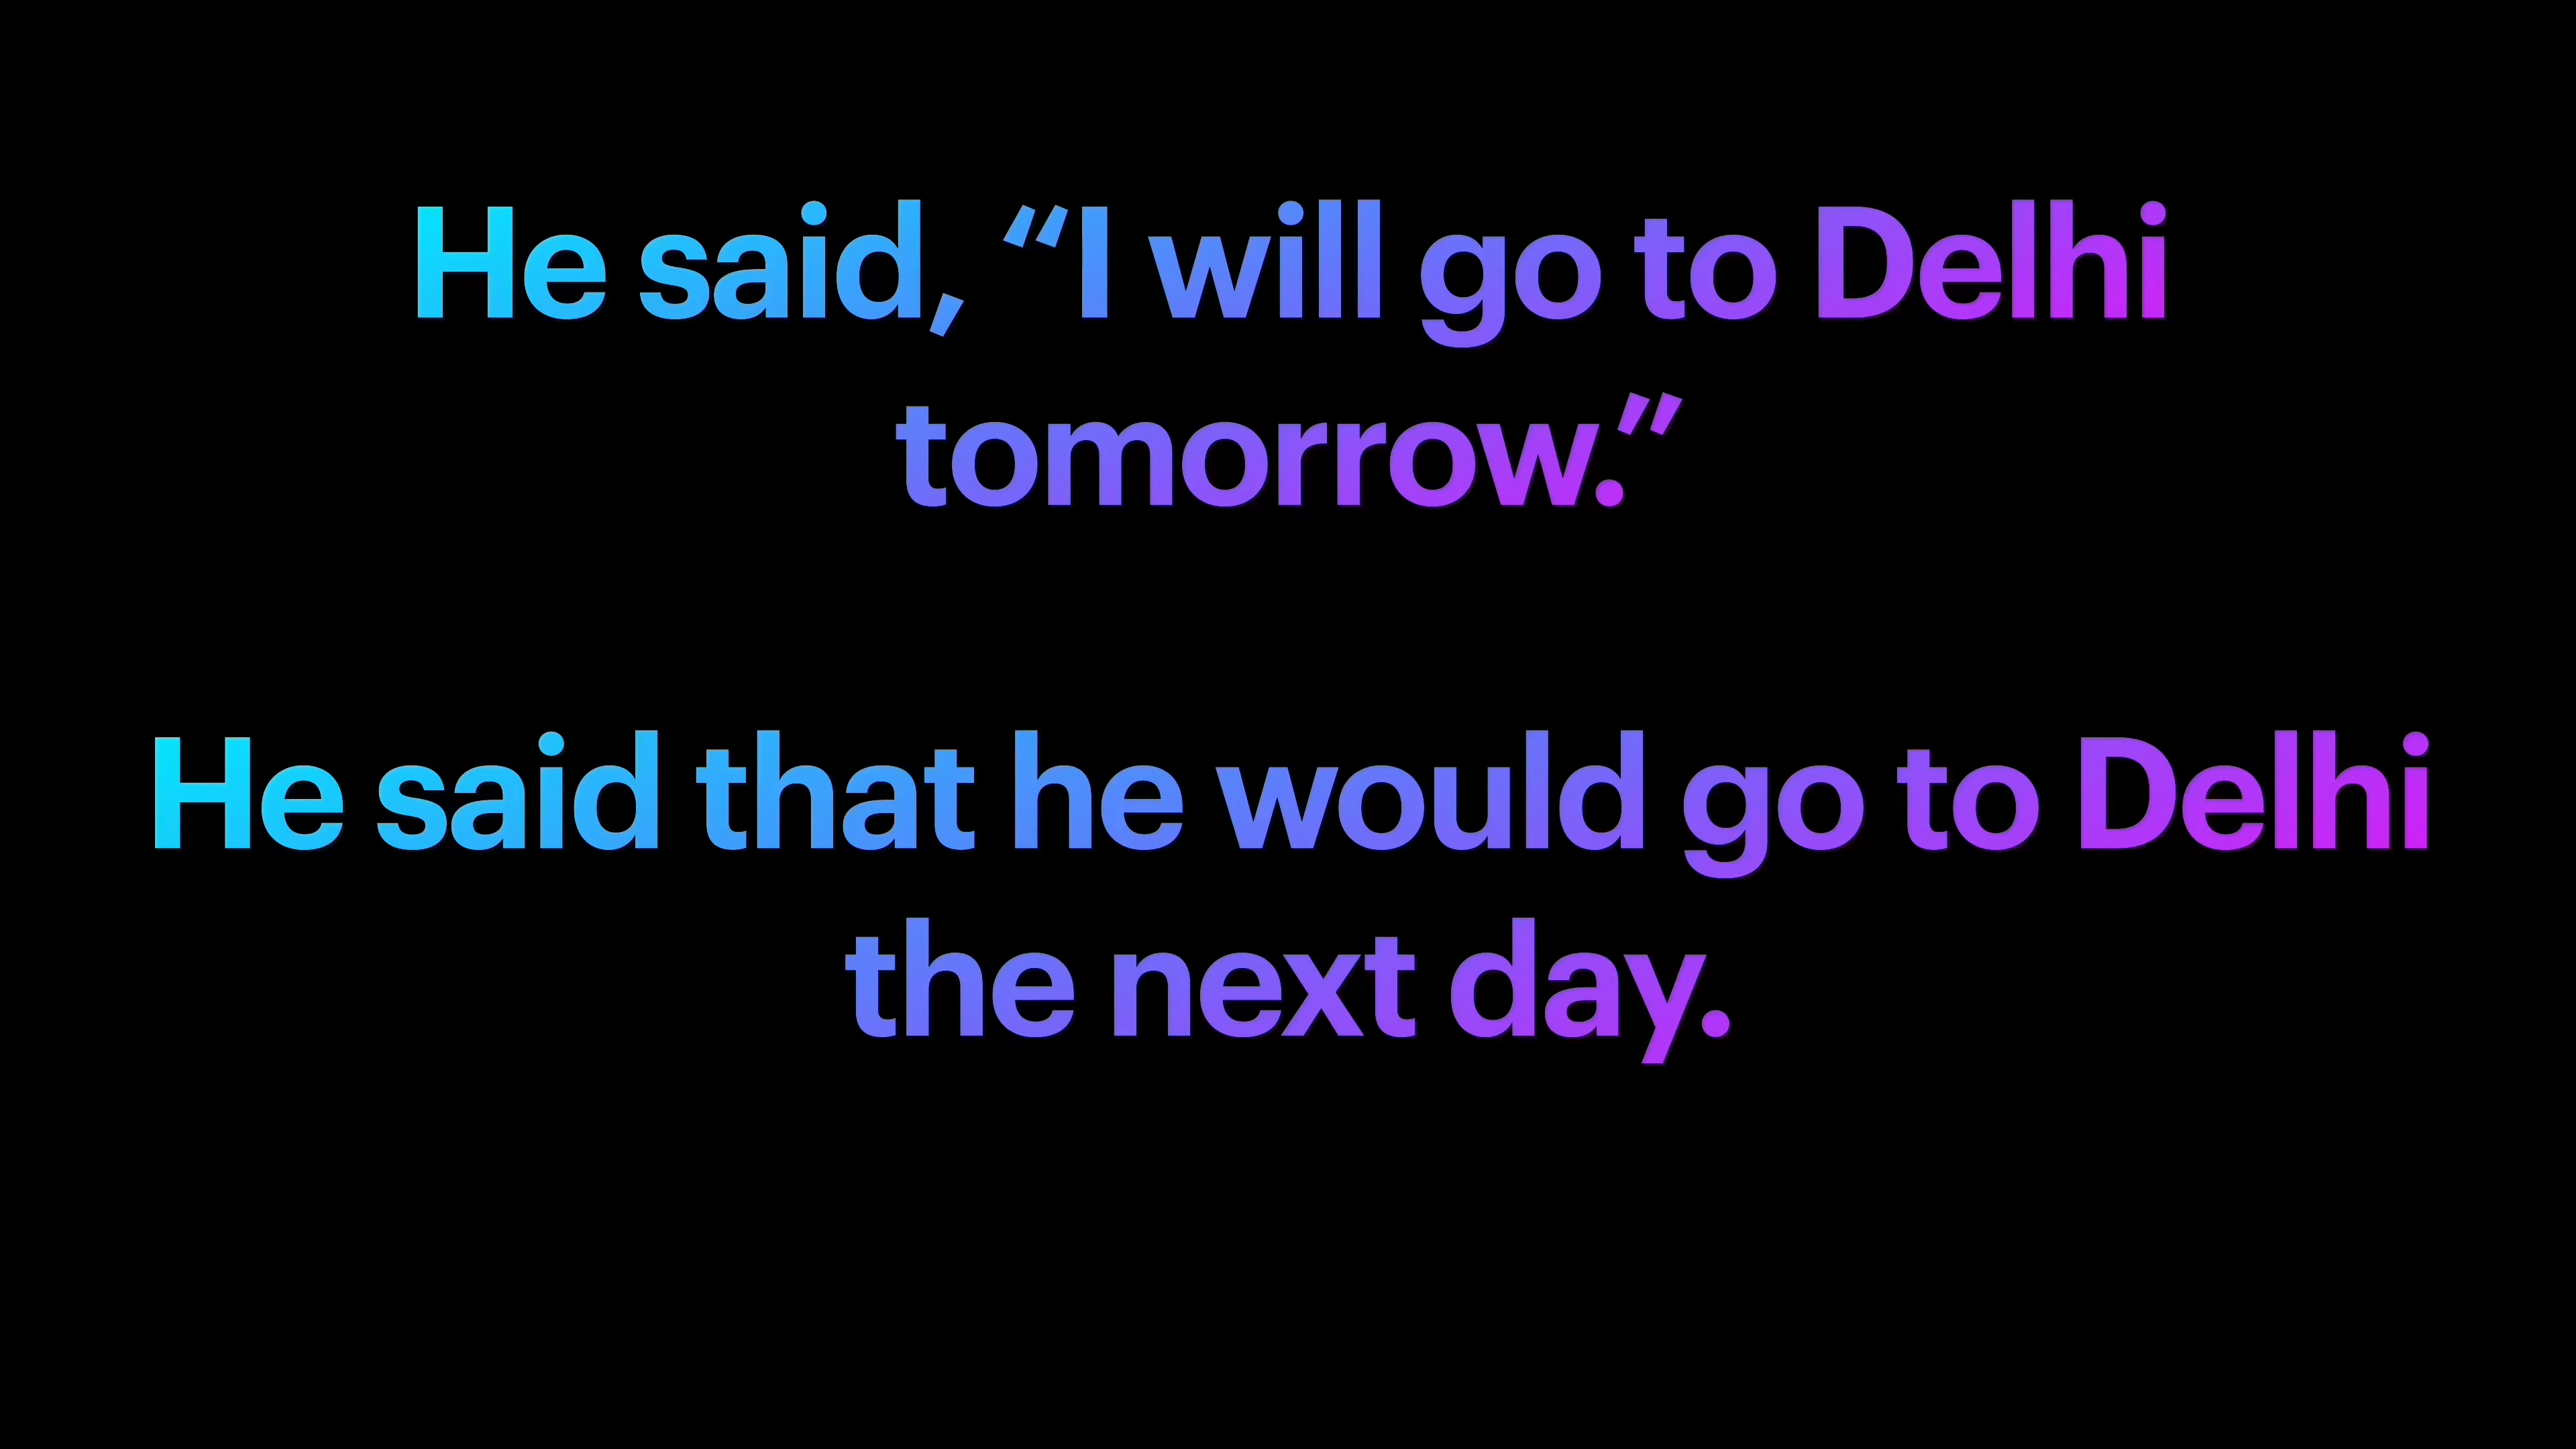 He said, “I will go to Delhi
tomorrow.”
He said that he would go to Delhi
the next day.